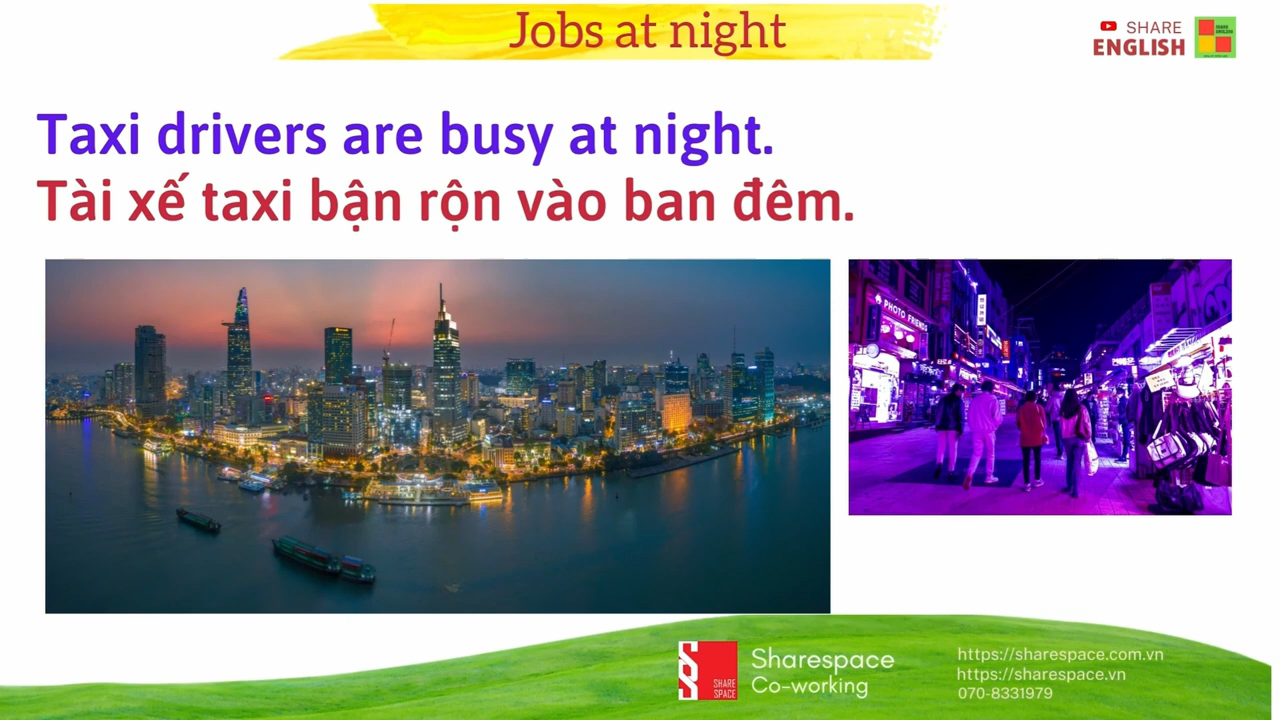 Jobs at night
SHARE
ENGLISH
Taxi drivers are busy at night.
Tài xế taxi bận rộn vào ban đêm.
PHOTO FRIENDS
SHARE
SPACE
Sharespace
Co-working
https://sharespace.com.vn
https://sharespace.vn
070-8331979